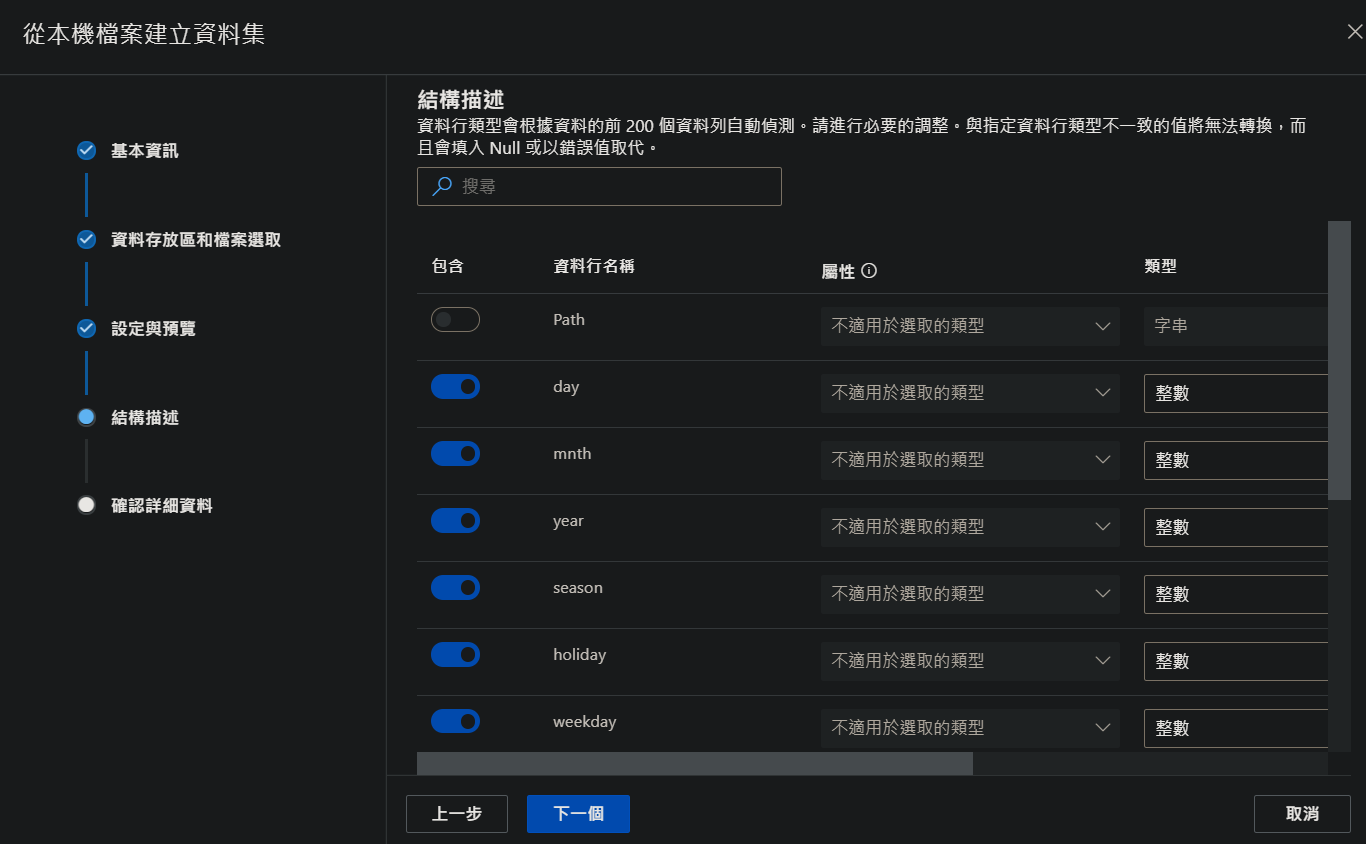 從本機檔案建立資料集
基本資訊
資料存放區和檔案選取
設定與預覽
結構描述
確認詳細資料
結構描述
資料行類型會根據資料的前 200 個資料列自動偵測。請進行必要的調整。與指定資料行類型不一致的值將無法轉換，而
且會填入 Null 或以錯誤值取代。
搜尋
包含 資料行名稱 屬性 類型
Path 不適用於選取的類型 字串
day 不適用於選取的類型 整數
mnth 不適用於選取的類型 整數
year 不適用於選取的類型 整數
season 不適用於選取的類型 整數
holiday 不適用於選取的類型 整數
weekday 不適用於選取的類型 整數
上一步 下一個 取消